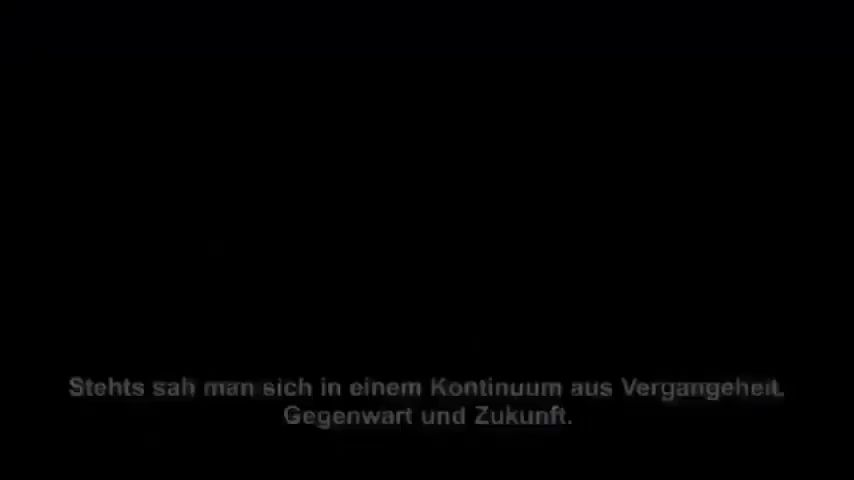 Stehts sah man sich in einem Kontinuum aus Vergangeheit,
Gegenwart und Zukunft.